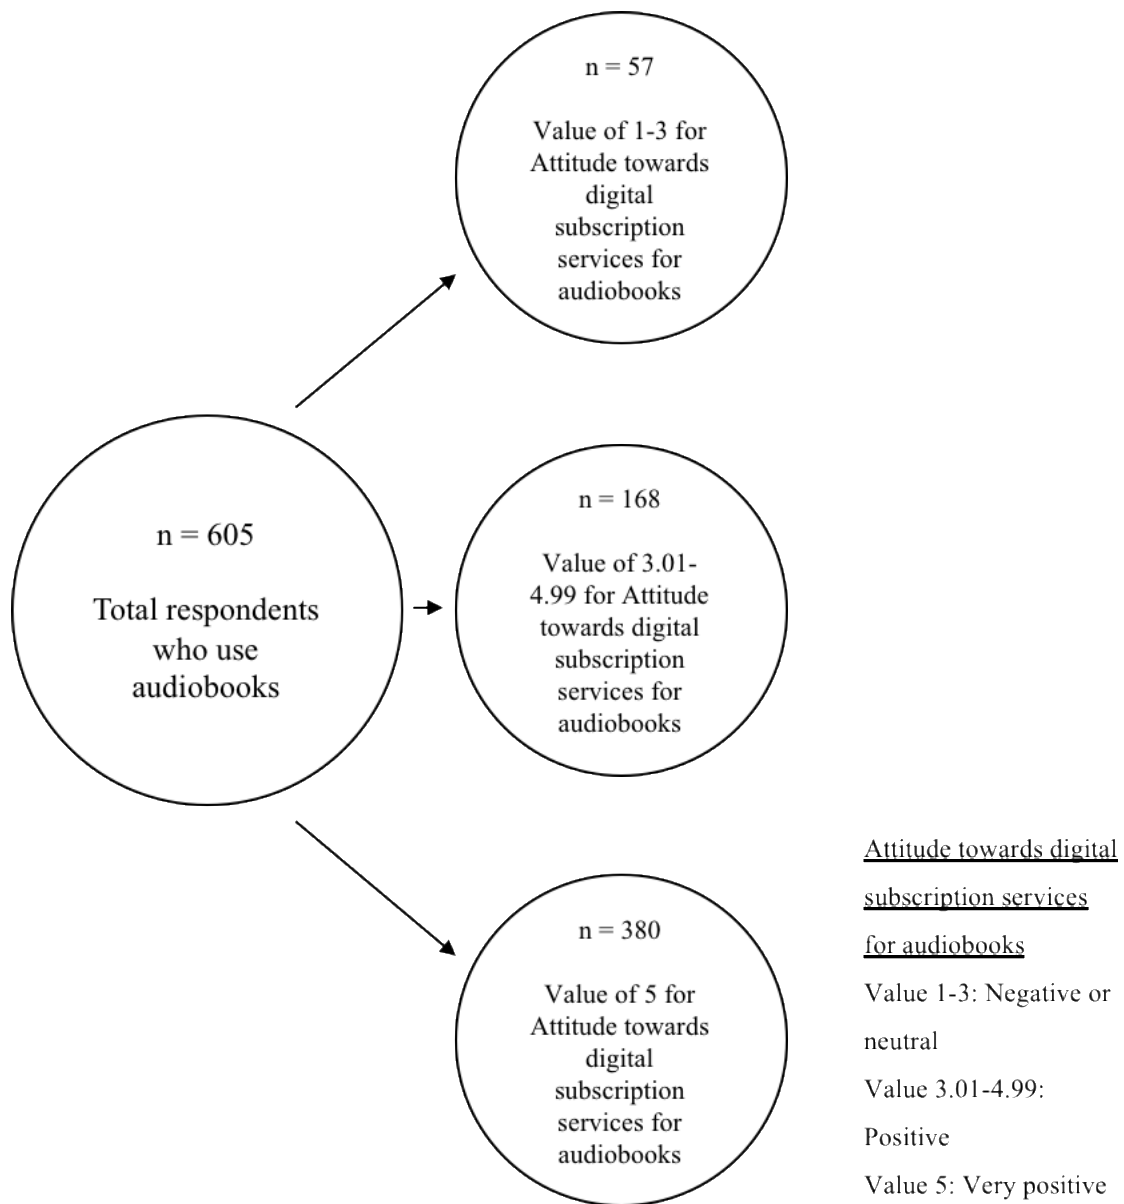 n = 57
Value of 1-3 for
Attitude towards
digital
subscription
services for
audiobooks
n = 605
Total respondents
who use
audiobooks
n = 168
Value of 3.01-
4.99 for Attitude
towards digital
subscription
services for
audiobooks
n = 380
Value of 5 for
Attitude towards
digital
subscription
services for
audiobooks
Attitude towards digital
subscription services
for audiobooks
Value 1-3: Negative or
neutral
Value 3.01-4.99:
Positive
Value 5: Very positive